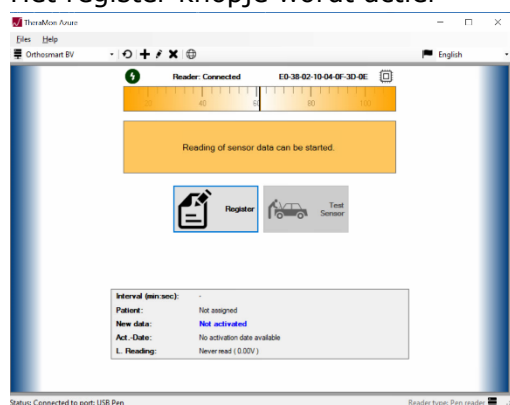 Het register knopje wordt actief
TheraMon Azure
Files Help
Orthosmart BV
English
Reader: Connected E0-38-02-10-04-0F-3D-0E
20 40 60 80 100
Reading of sensor data can be started.
Register
Test
Sensor
Interval (min:sec): -
Patient: Not assigned
New data: Not activated
Act.-Date: No activation date available
L. Reading: Never read ( 0.00V )
Status: Connected to port: USB Pen
Reader type: Pen reader